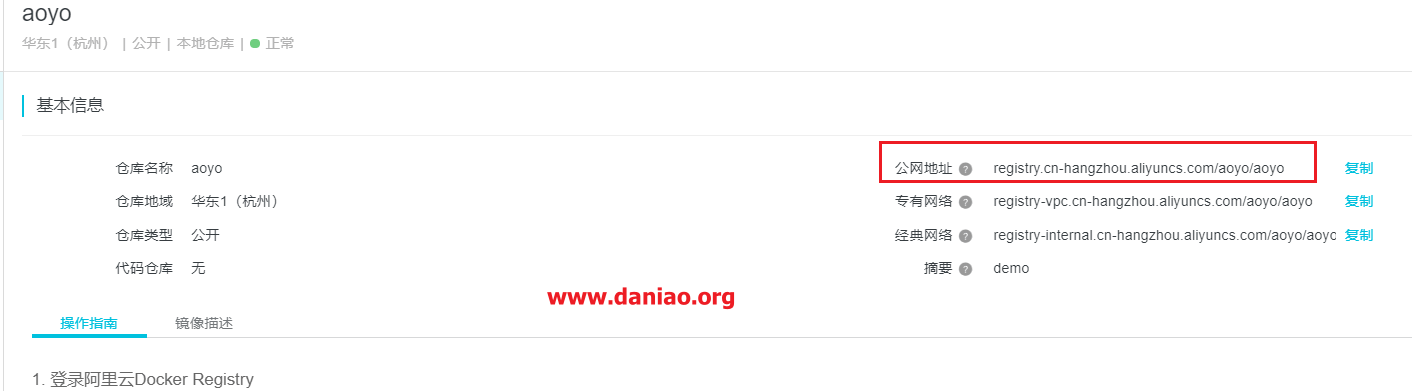 aoyo
华东1（杭州） | 公开 | 本地仓库 | 正常
基本信息
仓库名称 aoyo 公网地址 ? registry.cn-hangzhou.aliyuncs.com/aoyo/aoyo 复制
仓库地域 华东1（杭州） 专有网络 ? registry-vpc.cn-hangzhou.aliyuncs.com/aoyo/aoyo 复制
仓库类型 公开 经典网络 ? registry-internal.cn-hangzhou.aliyuncs.com/aoyo/aoyo 复制
代码仓库 无 摘要 ? demo
www.daniao.org
操作指南 镜像描述
1. 登录阿里云Docker Registry